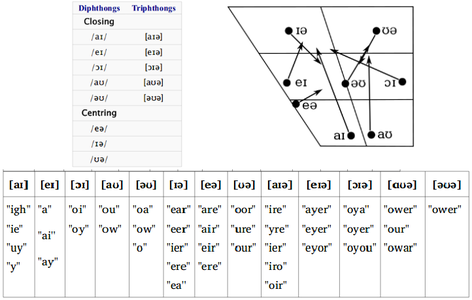 Diphthongs Triphthongs
Closing
/aɪ/ [aɪə]
/eɪ/ [eɪə]
/ɔɪ/ [ɔɪə]
/aʊ/ [aʊə]
/əʊ/ [əʊə]
Centring
/eə/
/ɪə/
/ʊə/
ɪə ʊə
eɪ əʊ ɔɪ
eə
aɪ aʊ
[aɪ] [eɪ] [ɔɪ] [aʊ] [əʊ] [ɪə] [eə] [ʊə] [aɪə] [eɪə] [ɔɪə] [ɑʊə] [əʊə]
"igh" "a" "oi" "ou" "oa" "ear" "are" "oor" "ire" "ayer" "oya" "ower" "ower"
"ie" "ai" "oy" "ow" "ow" "eer" "air" "ure" "yre" "eyer" "oyer" "our"
"uy" "ay" "o" "ier" "eir" "our" "ier" "eyor" "oyou" "owar"
"y" "ere" "ere" "iro"
"ea" "oir"